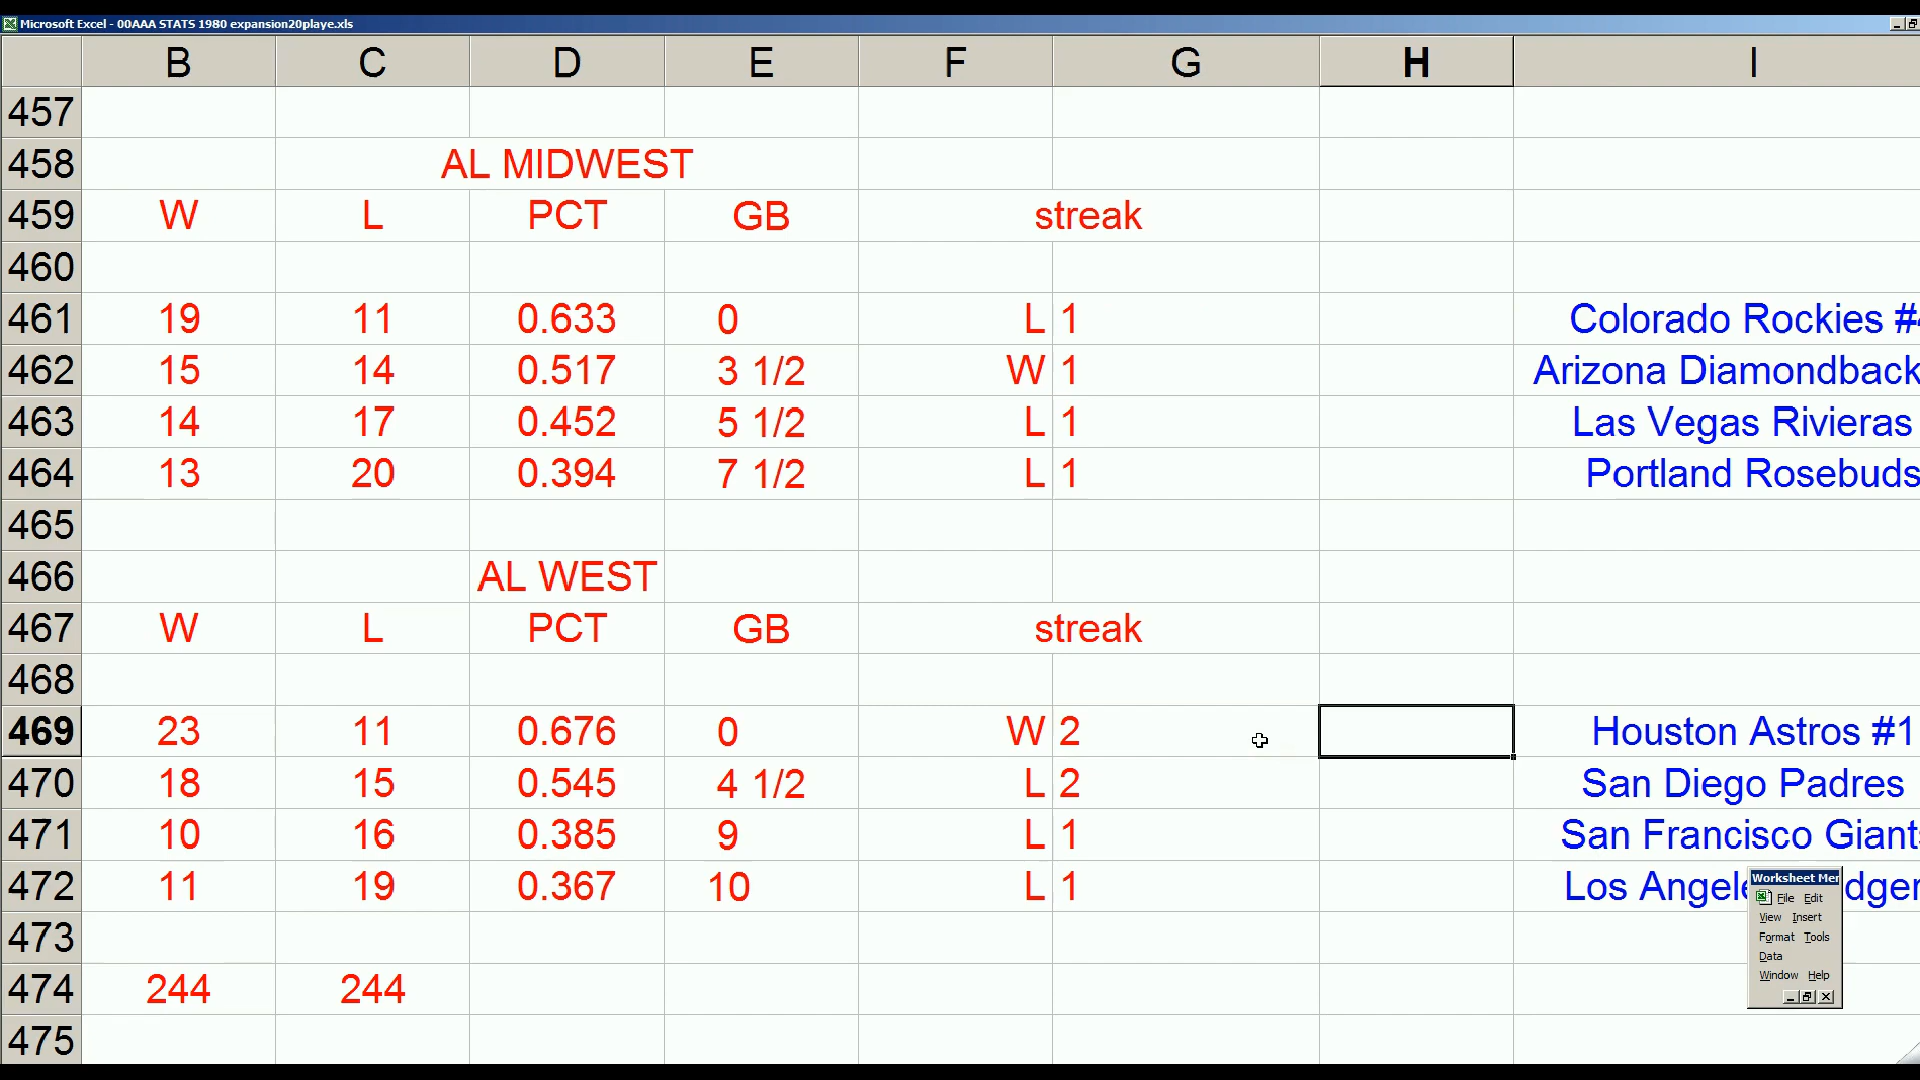 Microsoft Excel - 00AAA STATS 1980 expansion20playe.xls
B C D E F G H I
457
458 AL MIDWEST
459 W L PCT GB streak
460
461 19 11 0.633 0 L 1 Colorado Rockies
462 15 14 0.517 3 1/2 W 1 Arizona Diamondback
463 14 17 0.452 5 1/2 L 1 Las Vegas Rivieras
464 13 20 0.394 7 1/2 L 1 Portland Rosebuds
465
466 AL WEST
467 W L PCT GB streak
468
469 23 11 0.676 0 W 2 Houston Astros #1
470 18 15 0.545 4 1/2 L 2 San Diego Padres
471 10 16 0.385 9 L 1 San Francisco Giants
472 11 19 0.367 10 L 1 Los Angele dger
473
474 244 244
475
Worksheet Mer
File Edit
View Insert
Format Tools
Data
Window Help